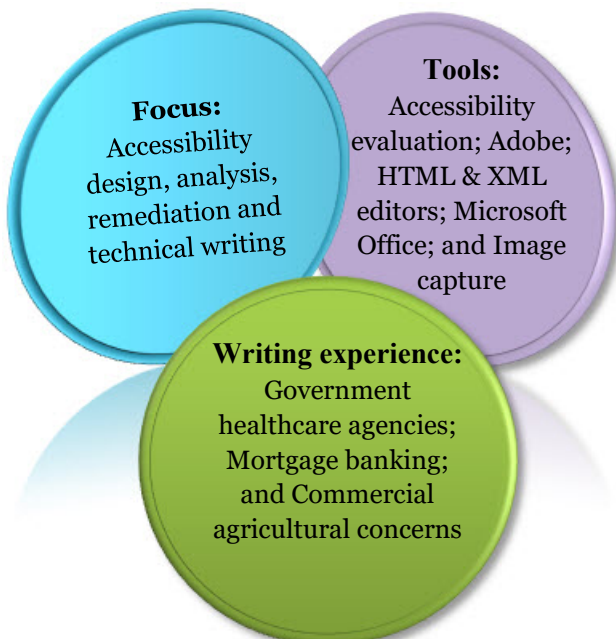 Focus:
Accessibility
design, analysis,
remediation and
technical writing
Tools:
Accessibility
evaluation; Adobe;
HTML & XML
editors; Microsoft
Office; and Image
capture
Writing experience:
Government
healthcare agencies;
Mortgage banking;
and Commercial
agricultural concerns